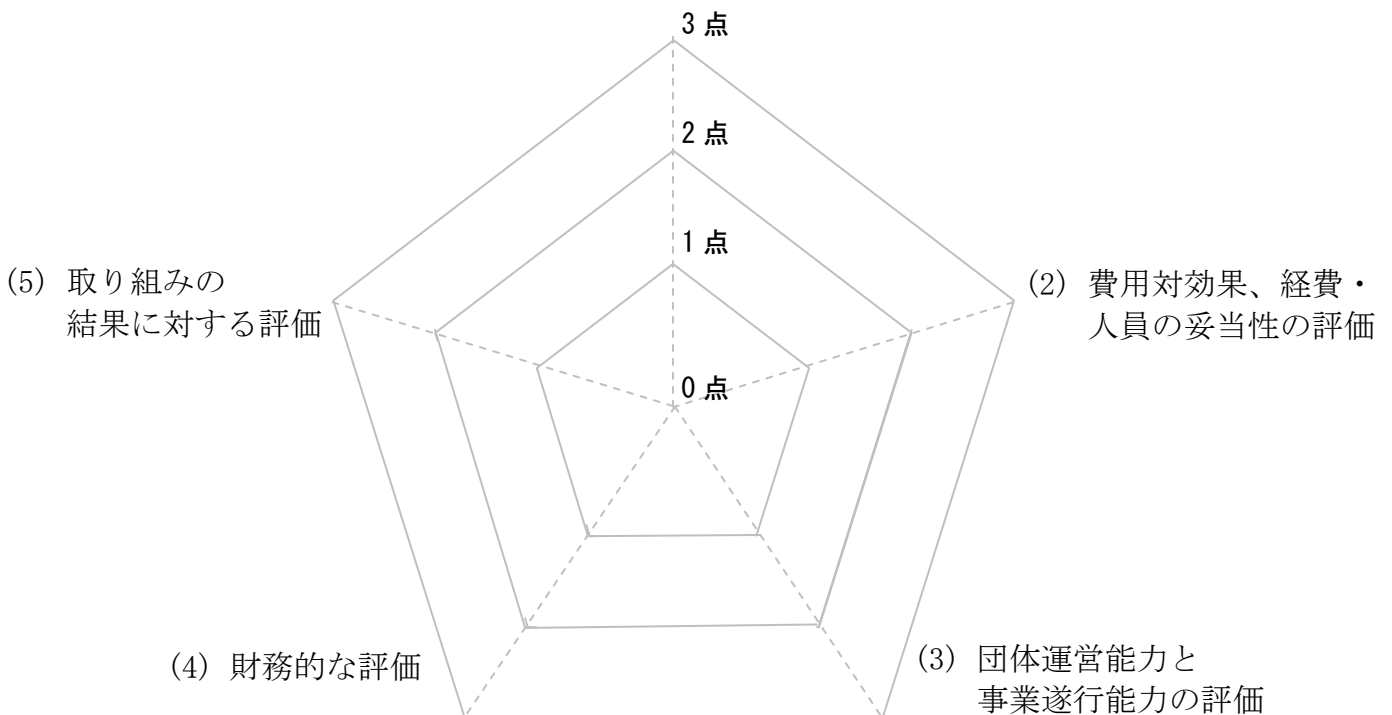 3点
2点
1点
0点
(5) 取り組みの
結果に対する評価
(2) 費用対効果、経費・
人員の妥当性の評価
(4) 財務的な評価
(3) 団体運営能力と
事業遂行能力の評価